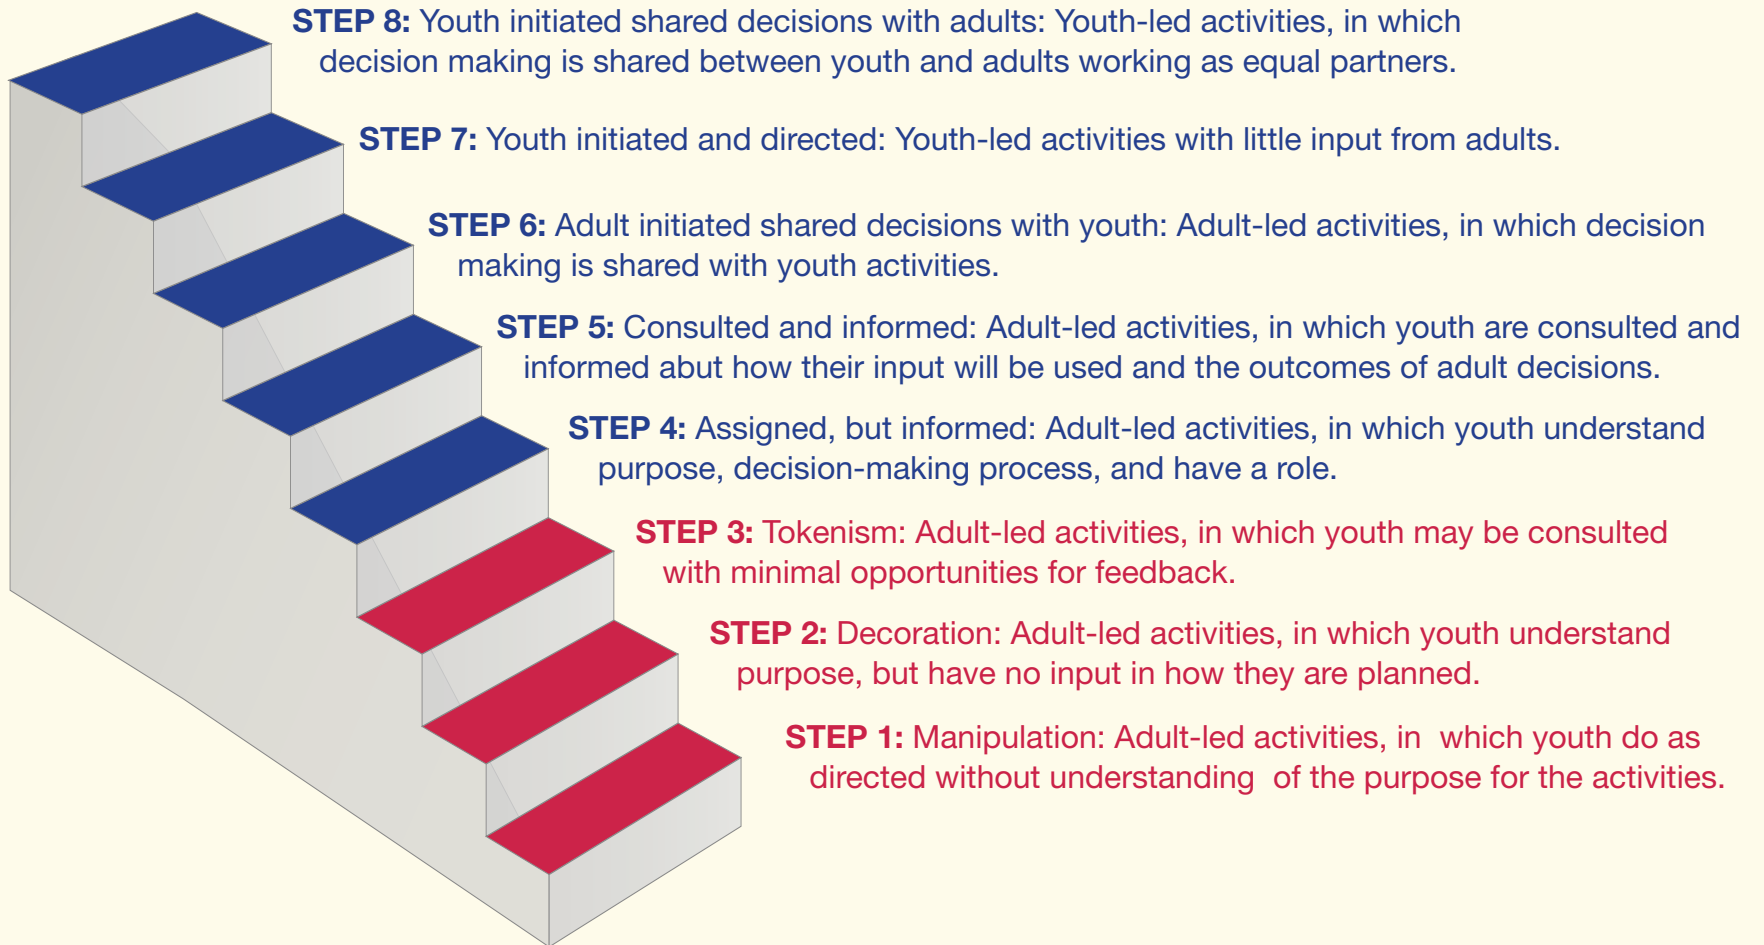 STEP 8: Youth initiated shared decisions with adults: Youth-led activities, in which
decision making is shared between youth and adults working as equal partners.
STEP 7: Youth initiated and directed: Youth-led activities with little input from adults.
STEP 6: Adult initiated shared decisions with youth: Adult-led activities, in which decision
making is shared with youth activities.
STEP 5: Consulted and informed: Adult-led activities, in which youth are consulted and
informed abut how their input will be used and the outcomes of adult decisions.
STEP 4: Assigned, but informed: Adult-led activities, in which youth understand
purpose, decision-making process, and have a role.
STEP 3: Tokenism: Adult-led activities, in which youth may be consulted
with minimal opportunities for feedback.
STEP 2: Decoration: Adult-led activities, in which youth understand
purpose, but have no input in how they are planned.
STEP 1: Manipulation: Adult-led activities, in which youth do as
directed without understanding of the purpose for the activities.